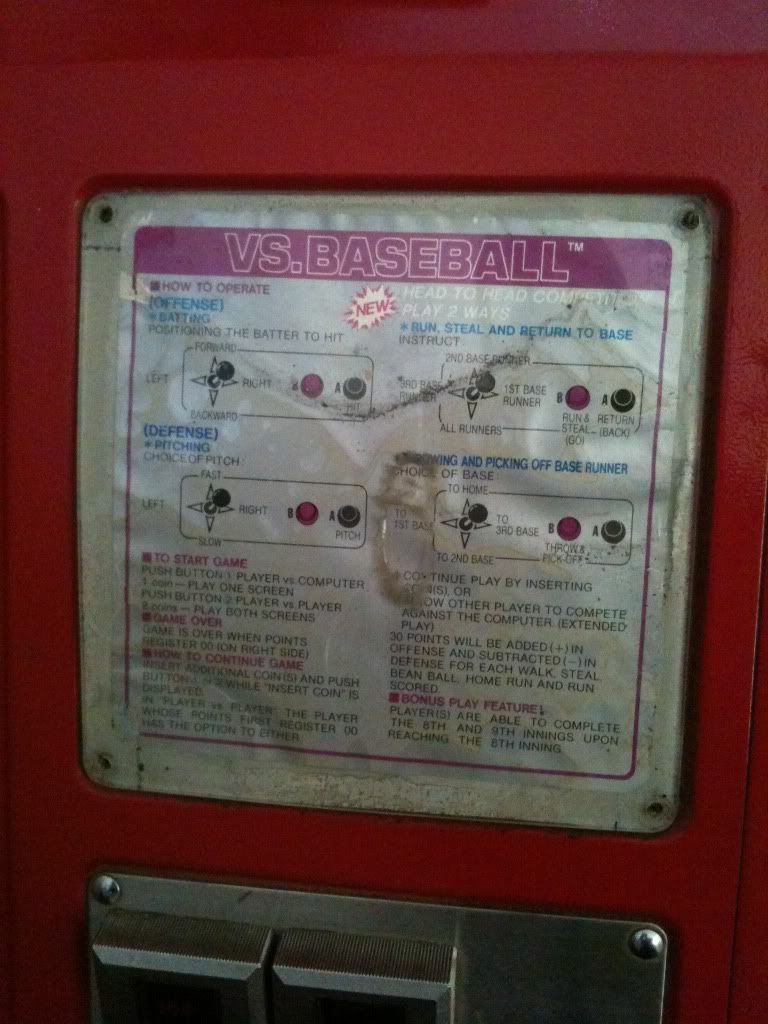 VS.BASEBALL™
■HOW TO OPERATE
(OFFENSE)
*BATTING
POSITIONING THE BATTER TO HIT
FORWARD
LEFT
RIGHT
B
A
HIT
BACKWARD
(DEFENSE)
*PITCHING
CHOICE OF PITCH
FAST
LEFT
RIGHT
B
A
PITCH
SLOW
■TO START GAME
PUSH BUTTON 1 PLAYER vs. COMPUTER
1 coin — PLAY ONE SCREEN
PUSH BUTTON 2 PLAYER vs. PLAYER
2 coins — PLAY BOTH SCREENS
■GAME OVER
GAME IS OVER WHEN POINTS
REGISTER 00 (ON RIGHT SIDE)
■HOW TO CONTINUE GAME
INSERT ADDITIONAL COIN(S) AND PUSH
BUTTON WHILE "INSERT COIN" IS
DISPLAYED.
IN "PLAYER vs. PLAYER" THE PLAYER
WHOSE POINTS FIRST REGISTER 00
HAS THE OPTION TO EITHER.
NEW
HEAD TO HEAD
PLAY 2 WAYS
*RUN, STEAL AND RETURN TO BASE
INSTRUCT
2ND BASE RUNNER
3RD BASE
RUNNER
1ST BASE
RUNNER
B
A
ALL RUNNERS
RUN &
STEAL
(GO)
RETURN
(BACK)
AND PICKING OFF BASE RUNNER
CHOICE OF BASE
TO HOME
TO
1ST BASE
TO
3RD BASE
B
A
TO 2ND BASE
THROW &
PICK-OFF
CONTINUE PLAY BY INSERTING
OR
OTHER PLAYER TO COMPETE
AGAINST THE COMPUTER. (EXTENDED
PLAY)
30 POINTS WILL BE ADDED (+) IN
OFFENSE AND SUBTRACTED (−) IN
DEFENSE FOR EACH WALK, STEAL
BEAN BALL, HOME RUN AND RUN
SCORED
■BONUS PLAY FEATURE!
PLAYER(S) ARE ABLE TO COMPLETE
THE 8TH AND 9TH INNINGS UPON
REACHING THE 8TH INNING